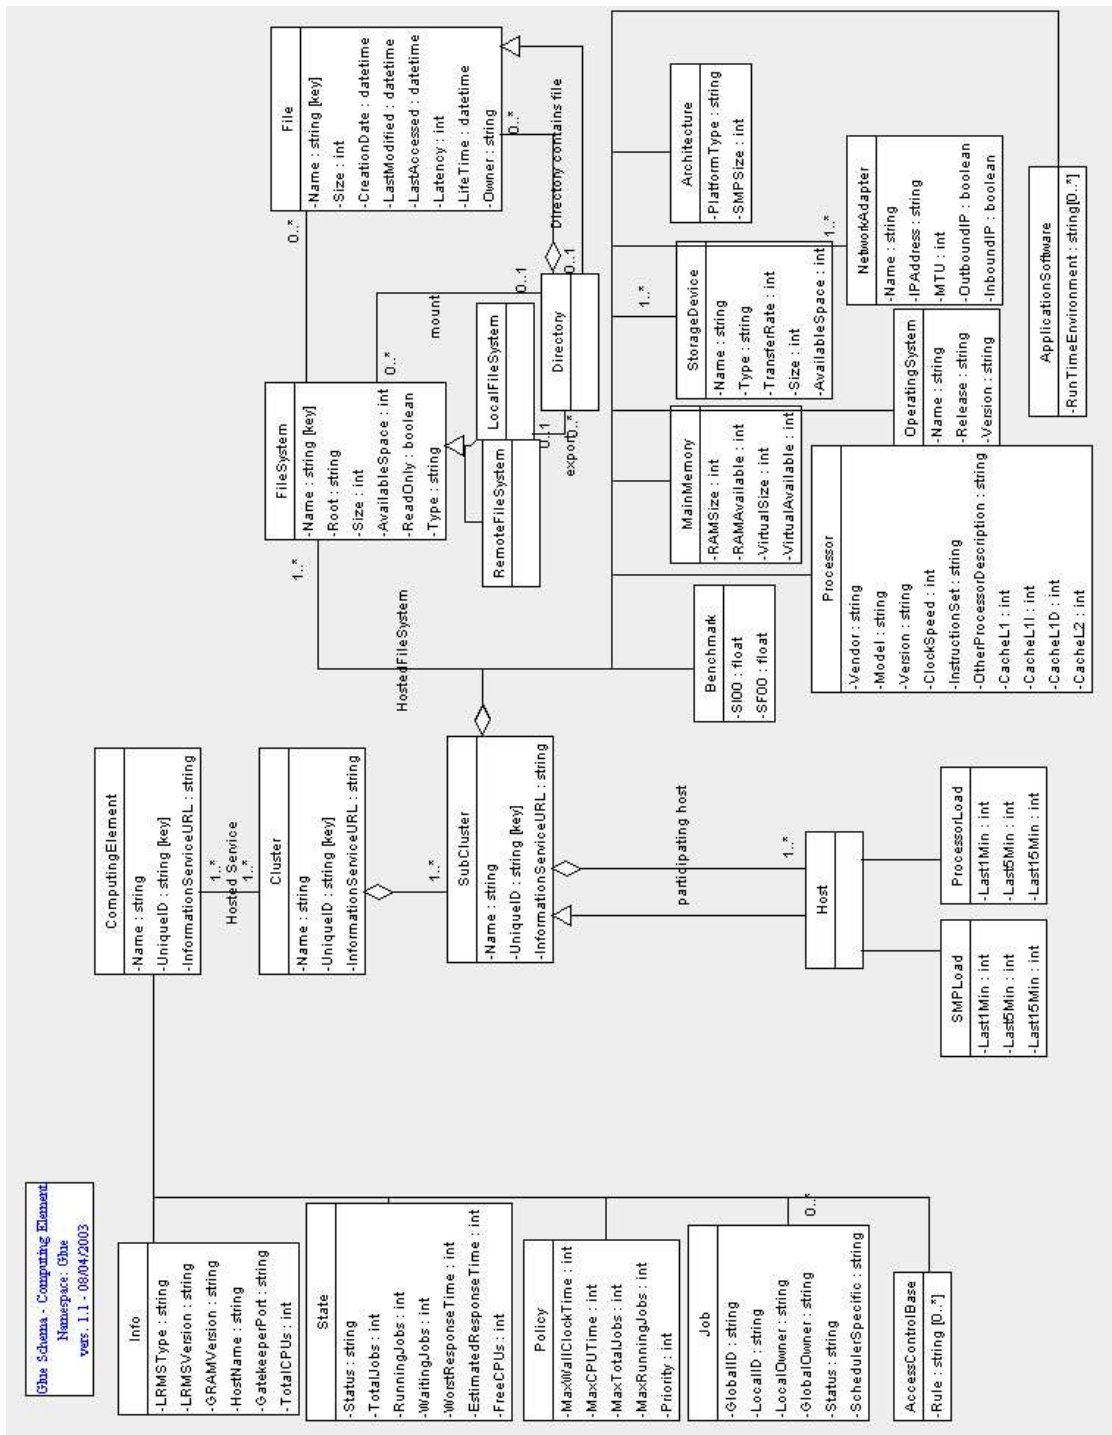 Glue Schema - Computing Element
Namespace: Glue
vers. 1.1 - 08/04/2003
Info
-LRMSType : string
-LRMSVersion : string
-GRAMVersion : string
-HostName : string
-GatekeeperPort : string
-TotalCPUs : int
State
-Status : string
-TotalJobs : int
-RunningJobs : int
-WaitingJobs : int
-WorstResponseTime : int
-EstimatedResponseTime : int
-FreeCPUs : int
Policy
-MaxWallClockTime : int
-MaxCPUTime : int
-MaxTotalJobs : int
-MaxRunningJobs : int
-Priority : int
0..*
Job
-GlobalID : string
-LocalID : string
-LocalOwner : string
-GlobalOwner : string
-Status : string
-SchedulerSpecific : string
AccessControlBase
-Rule : string [0..*]
ComputingElement
-Name : string
-UniqueID : string [key]
-InformationServiceURL : string
1..*
Hosted Service
1..*
Cluster
-Name : string
-UniqueID : string [key]
-InformationServiceURL : string
1..*
SubCluster
-Name : string
-UniqueID : string [key]
-InformationServiceURL : string
participating host
1..*
Host
SMPLoad
-Last1Min : int
-Last5Min : int
-Last15Min : int
ProcessorLoad
-Last1Min : int
-Last5Min : int
-Last15Min : int
HostedFileSystem
1..*
FileSystem
-Name : string [key]
-Root : string
-Size : int
-AvailableSpace : int
-ReadOnly : boolean
-Type : string
0..*
File
-Name : string [key]
-Size : int
-CreationDate : datetime
-LastModified : datetime
-LastAccessed : datetime
-Latency : int
-LifeTime : datetime
-Owner : string
0..*
Directory contains file
0..1
0..1
mount
0..*
RemoteFileSystem
LocalFileSystem
Directory
0..1
export
0..*
Benchmark
-SI00 : float
-SF00 : float
MainMemory
-RAMSize : int
-RAMAvailable : int
-VirtualSize : int
-VirtualAvailable : int
1..*
StorageDevice
-Name : string
-Type : string
-TransferRate : int
-Size : int
-AvailableSpace : int
Architecture
-PlatformType : string
-SMPSize : int
Processor
-Vendor : string
-Model : string
-Version : string
-ClockSpeed : int
-InstructionSet : string
-OtherProcessorDescription : string
-CacheL1 : int
-CacheL1I : int
-CacheL1D : int
-CacheL2 : int
OperatingSystem
-Name : string
-Release : string
-Version : string
1..*
NetworkAdapter
-Name : string
-IPAddress : string
-MTU : int
-OutboundIP : boolean
-InboundIP : boolean
ApplicationSoftware
-RunTimeEnvironment : string[0..*]